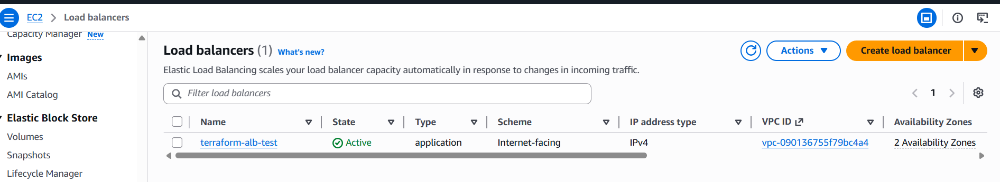 EC2 > Load balancers
Capacity Manager New
Images
AMIs
AMI Catalog
Elastic Block Store
Volumes
Snapshots
Lifecycle Manager
Load balancers (1) What's new?
Actions
Create load balancer
Elastic Load Balancing scales your load balancer capacity automatically in response to changes in incoming traffic.
Filter load balancers
1
Name State Type Scheme IP address type VPC ID Availability Zones
terraform-alb-test Active application Internet-facing IPv4 vpc-090136755f79bc4a4 2 Availability Zones